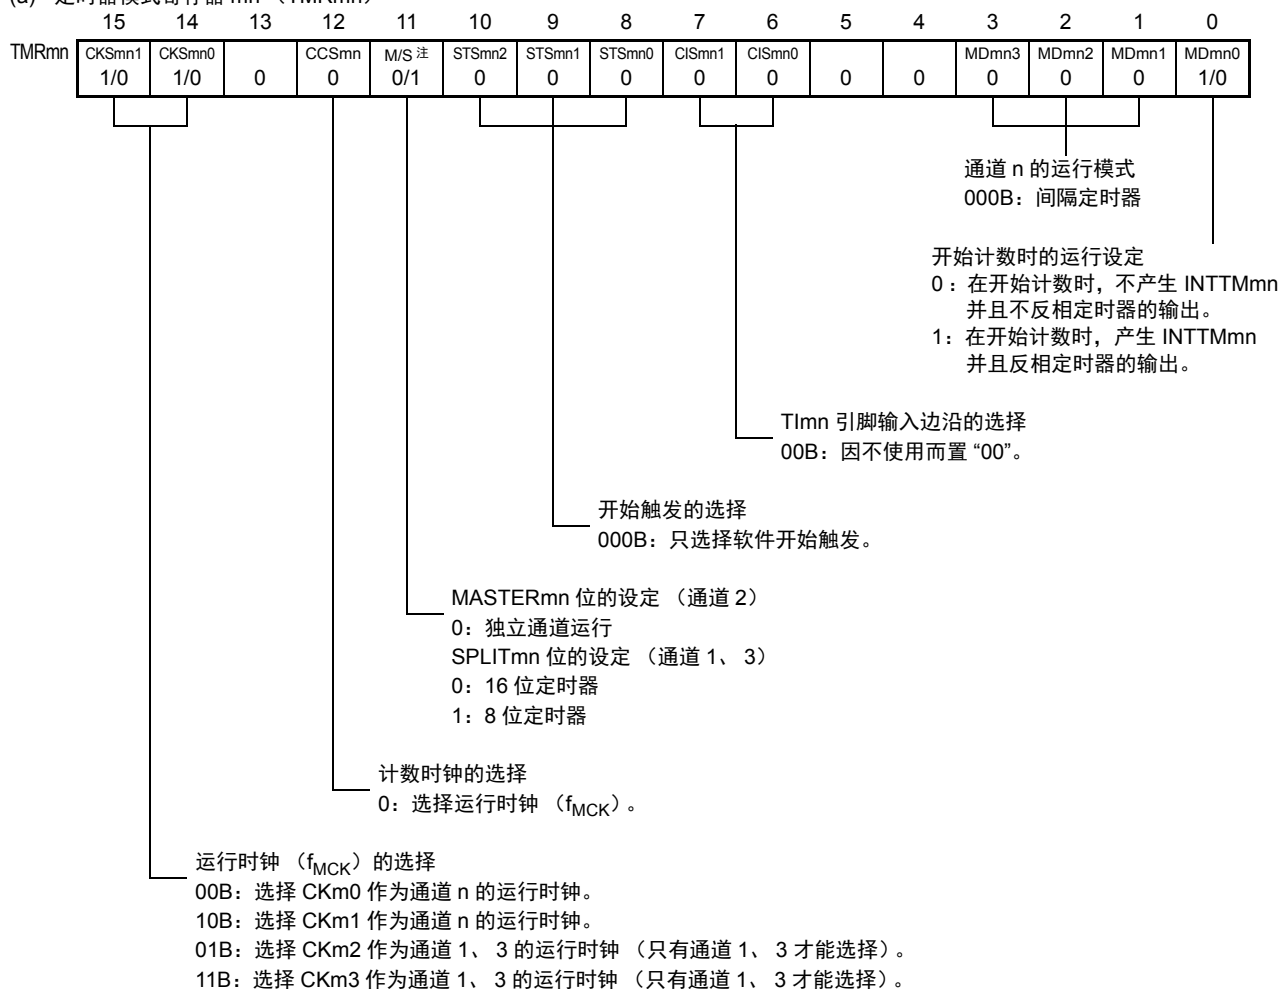 (a) 定时器模式寄存器 mn （TMRmn）
15 14 13 12 11 10 9 8 7 6 5 4 3 2 1 0
TMRmn CKSmn1 CKSmn0 CCSmn M/S 注 STSmn2 STSmn1 STSmn0 CISmn1 CISmn0 MDmn3 MDmn2 MDmn1 MDmn0
1/0 1/0 0 0 0/1 0 0 0 0 0 0 0 0 0 0 1/0
通道 n 的运行模式
000B：间隔定时器
开始计数时的运行设定
0：在开始计数时，不产生 INTTMmn
并且不反相定时器的输出。
1：在开始计数时，产生 INTTMmn
并且反相定时器的输出。
TImn 引脚输入边沿的选择
00B：因不使用而置 “00”。
开始触发的选择
000B：只选择软件开始触发。
MASTERmn 位的设定 （通道 2）
0：独立通道运行
SPLITmn 位的设定 （通道 1、 3）
0：16 位定时器
1：8 位定时器
计数时钟的选择
0：选择运行时钟 （fMCK）。
运行时钟 （fMCK）的选择
00B：选择 CKm0 作为通道 n 的运行时钟。
10B：选择 CKm1 作为通道 n 的运行时钟。
01B：选择 CKm2 作为通道 1、 3 的运行时钟 （只有通道 1、 3 才能选择）。
11B：选择 CKm3 作为通道 1、 3 的运行时钟 （只有通道 1、 3 才能选择）。